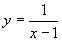 y = 1/(x − 1)